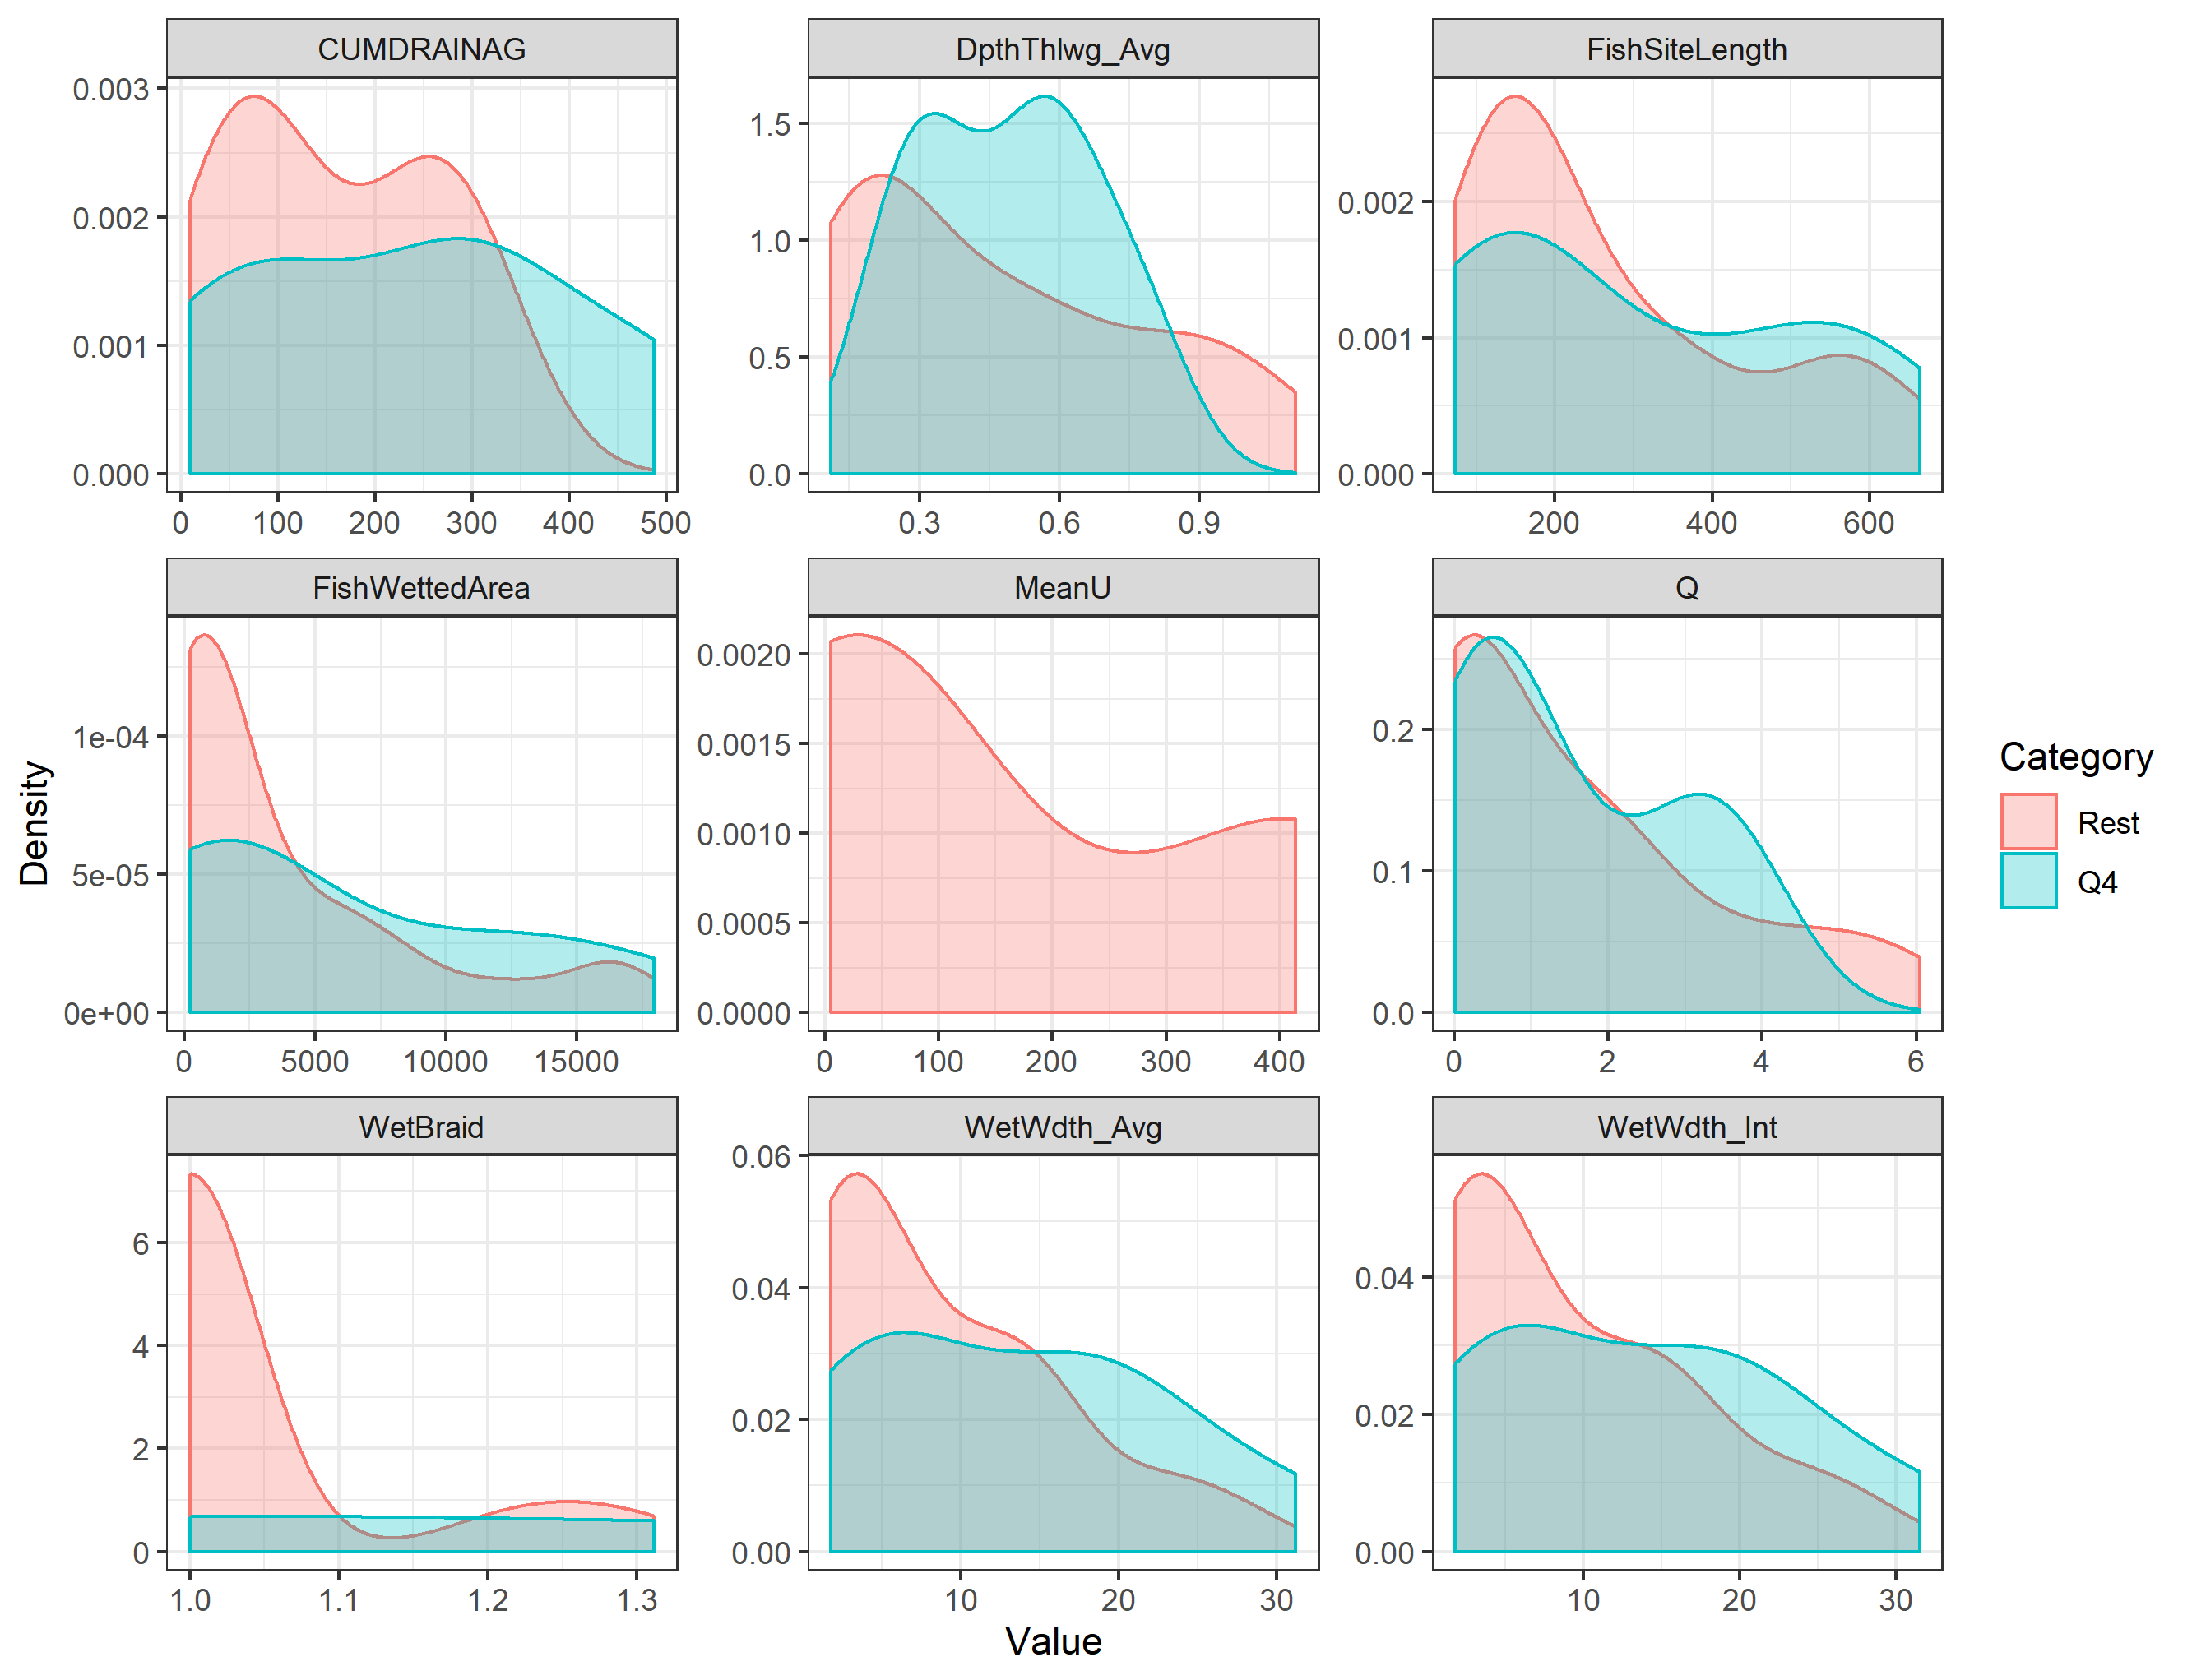 CUMDRAINAG
DpthThlwg_Avg
FishSiteLength
0.003
0.002
0.001
0.000
1.5
1.0
0.5
0.0
0.002
0.001
0.000
0 100 200 300 400 500
0.3 0.6 0.9
200 400 600
FishWettedArea
MeanU
Q
1e-04
5e-05
0e+00
0.0020
0.0015
0.0010
0.0005
0.0000
0.2
0.1
0.0
0 5000 10000 15000
0 100 200 300 400
0 2 4 6
WetBraid
WetWdth_Avg
WetWdth_Int
6
4
2
0
0.06
0.04
0.02
0.00
0.04
0.02
0.00
1.0 1.1 1.2 1.3
10 20 30
10 20 30
Value
Density
Category
Rest
Q4